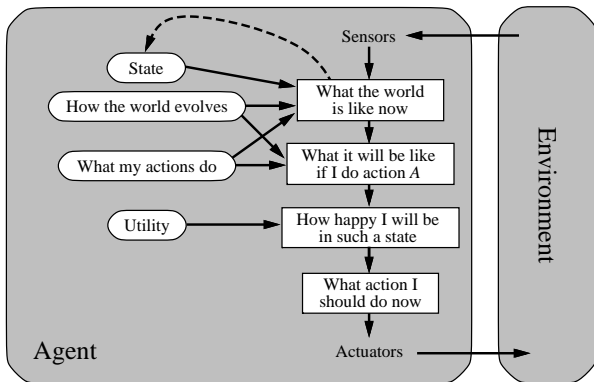 Sensors
State
How the world evolves
What the world
is like now
What my actions do
What it will be like
if I do action A
Utility
How happy I will be
in such a state
What action I
should do now
Agent
Actuators
Environment